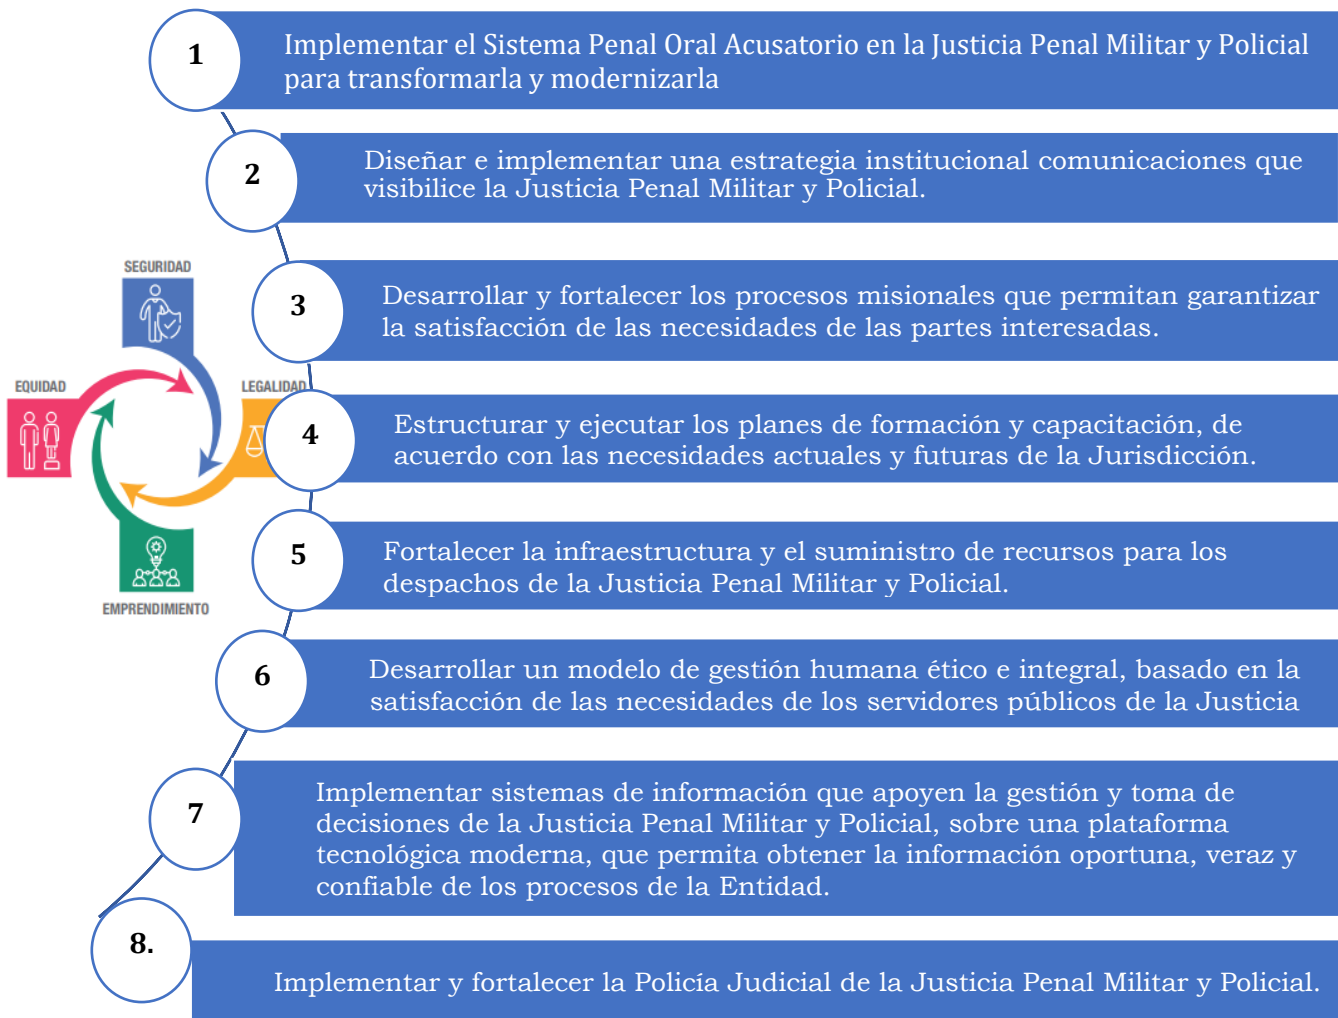 1
Implementar el Sistema Penal Oral Acusatorio en la Justicia Penal Militar y Policial
para transformarla y modernizarla
2
Diseñar e implementar una estrategia institucional comunicaciones que
visibilice la Justicia Penal Militar y Policial.
SEGURIDAD
3
Desarrollar y fortalecer los procesos misionales que permitan garantizar
la satisfacción de las necesidades de las partes interesadas.
EQUIDAD
LEGALIDAD
4
Estructurar y ejecutar los planes de formación y capacitación, de
acuerdo con las necesidades actuales y futuras de la Jurisdicción.
5
Fortalecer la infraestructura y el suministro de recursos para los
despachos de la Justicia Penal Militar y Policial.
EMPRENDIMIENTO
6
Desarrollar un modelo de gestión humana ético e integral, basado en la
satisfacción de las necesidades de los servidores públicos de la Justicia
7
Implementar sistemas de información que apoyen la gestión y toma de
decisiones de la Justicia Penal Militar y Policial, sobre una plataforma
tecnológica moderna, que permita obtener la información oportuna, veraz y
confiable de los procesos de la Entidad.
8.
Implementar y fortalecer la Policía Judicial de la Justicia Penal Militar y Policial.